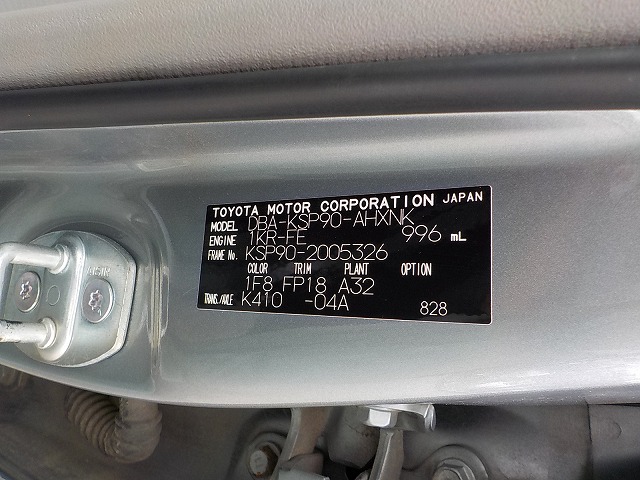 TOYOTA MOTOR CORPORATION JAPAN
MODEL DBA-KSP90-AHXNK
ENGINE 1KR-FE 996 mL
FRAME No. KSP90-2005326
COLOR TRIM PLANT OPTION
1F8 FP18 A32
TRANS./AXLE K410 -04A 828
AISIN